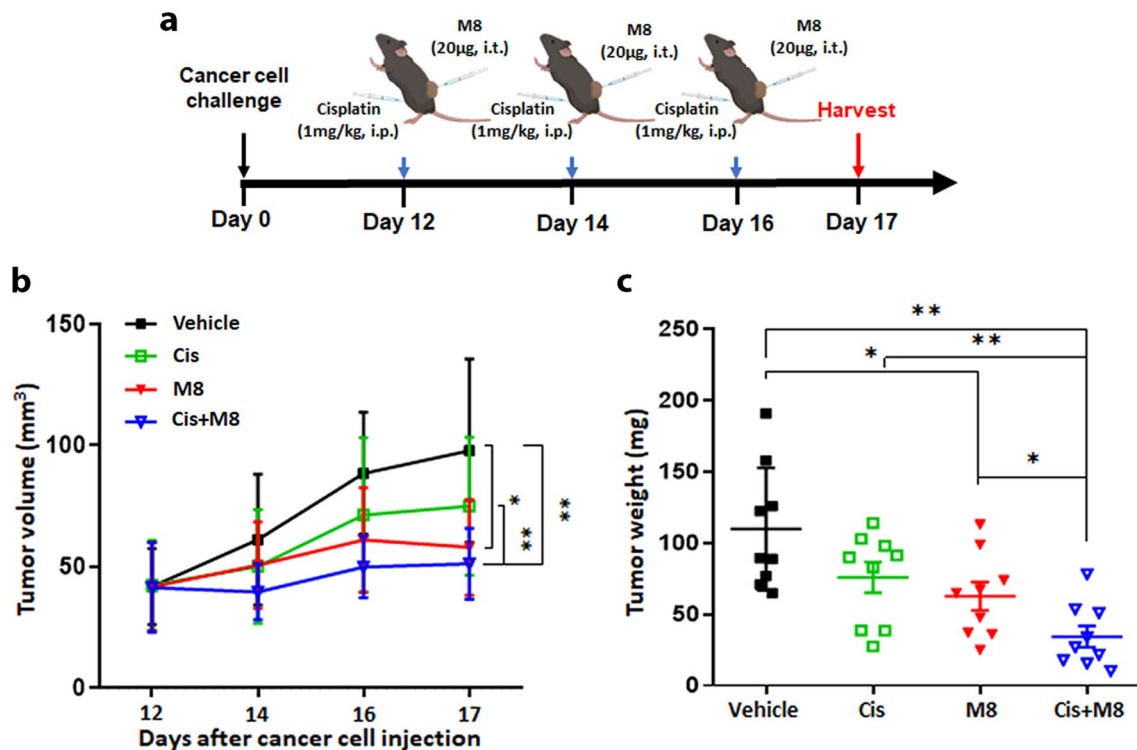 a
M8
(20µg, i.t.)
M8
(20µg, i.t.)
M8
(20µg, i.t.)
Cancer cell
challenge
Cisplatin
(1mg/kg, i.p.)
Cisplatin
(1mg/kg, i.p.)
Cisplatin
(1mg/kg, i.p.)
Harvest
Day 0
Day 12
Day 14
Day 16
Day 17
b
Vehicle
Cis
M8
Cis+M8
Tumor volume (mm³)
150
100
50
0
*
**
**
12
14
16
17
Days after cancer cell injection
c
**
**
*
*
Tumor weight (mg)
250
200
150
100
50
0
Vehicle
Cis
M8
Cis+M8